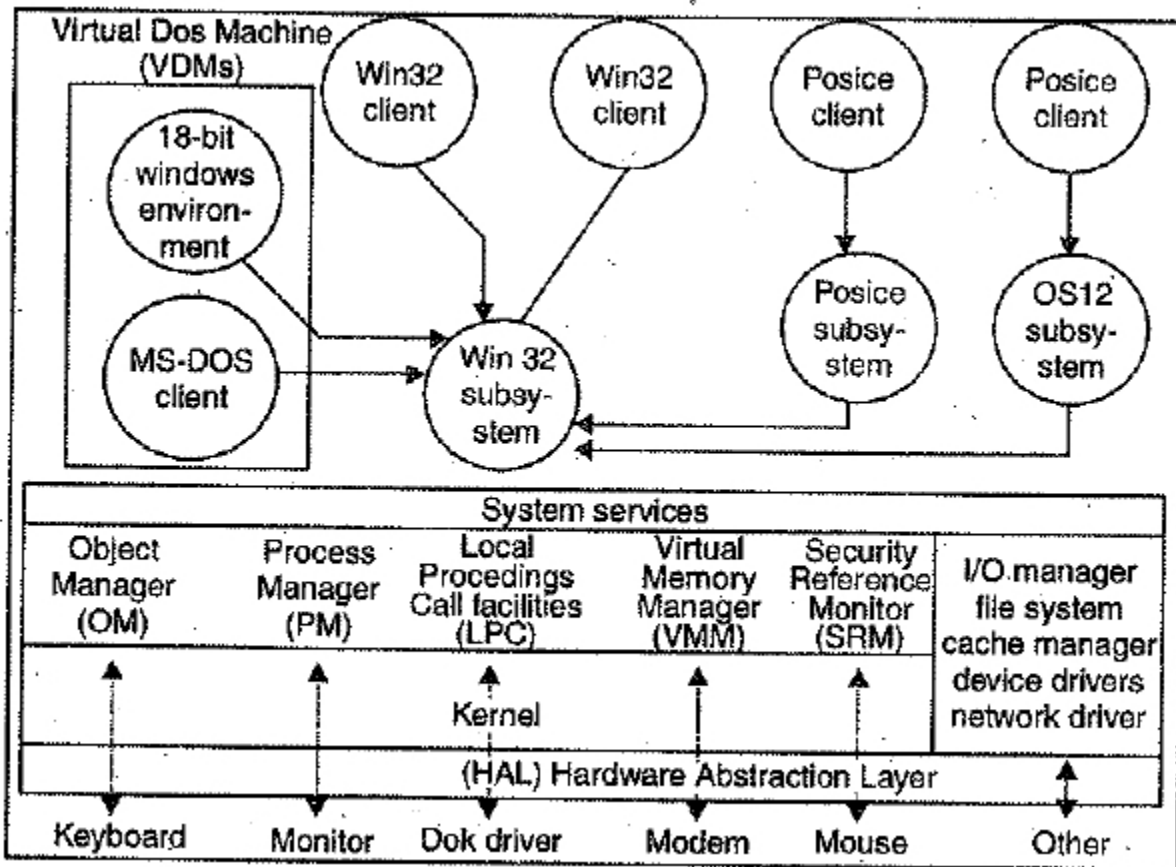 Virtual Dos Machine
(VDMs)
18-bit
windows
environ-
ment
MS-DOS
client
Win32
client
Win32
client
Posice
client
Posice
client
Win 32
subsy-
stem
Posice
subsy-
stem
OS12
subsy-
stem
System services
Object
Manager
(OM)
Process
Manager
(PM)
Local
Procedings
Call facilities
(LPC)
Virtual
Memory
Manager
(VMM)
Security
Reference
Monitor
(SRM)
I/O manager
file system
cache manager
device drivers
network driver
Kernel
(HAL) Hardware Abstraction Layer
Keyboard
Monitor
Dok driver
Modem
Mouse
Other